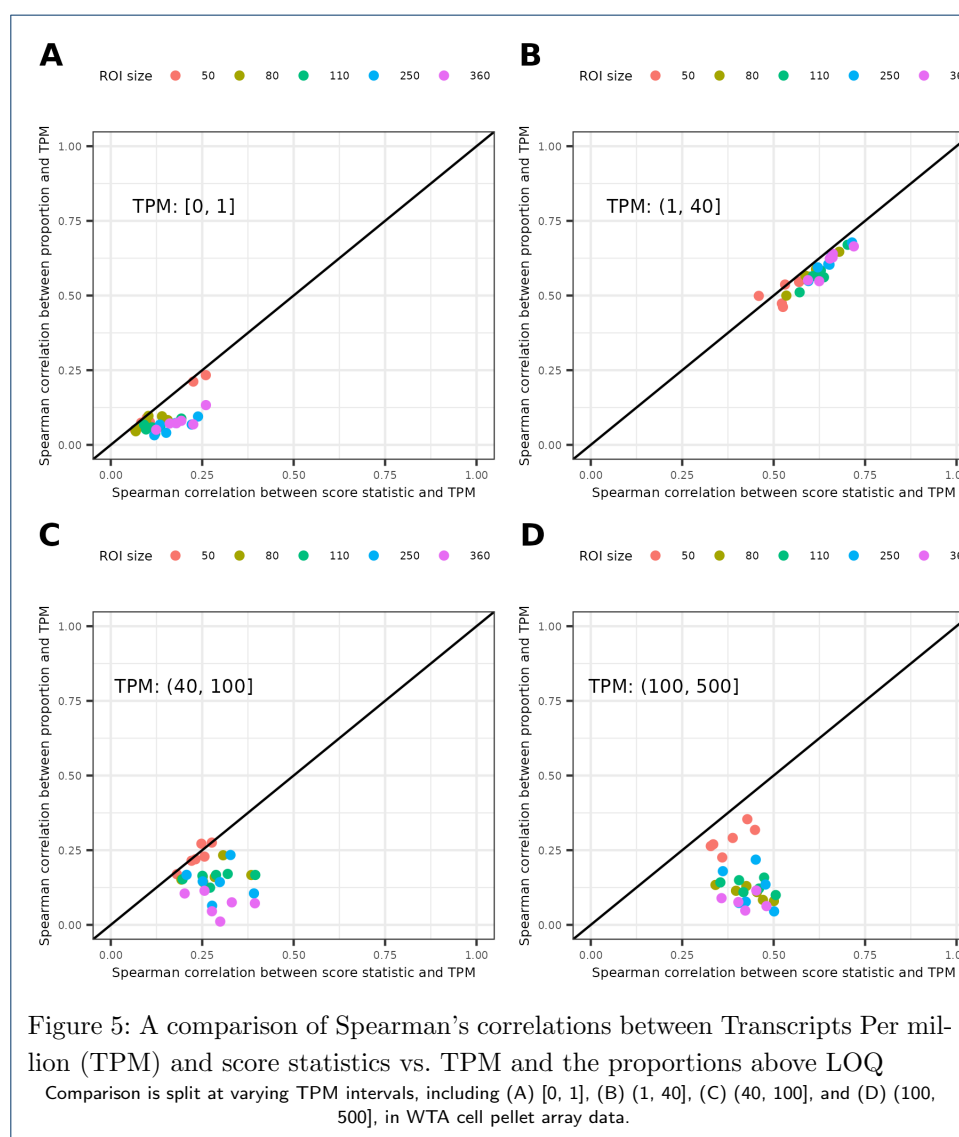 A
B
ROI size 50 80 110 250 360
ROI size 50 80 110 250 36
Spearman correlation between proportion and TPM
1.00
0.75
0.50
0.25
0.00
TPM: [0, 1]
0.00 0.25 0.50 0.75 1.00
Spearman correlation between score statistic and TPM
Spearman correlation between proportion and TPM
1.00
0.75
0.50
0.25
0.00
TPM: (1, 40]
0.00 0.25 0.50 0.75 1.0
Spearman correlation between score statistic and TPM
C
D
ROI size 50 80 110 250 360
ROI size 50 80 110 250 36
Spearman correlation between proportion and TPM
1.00
0.75
0.50
0.25
0.00
TPM: (40, 100]
0.00 0.25 0.50 0.75 1.00
Spearman correlation between score statistic and TPM
Spearman correlation between proportion and TPM
1.00
0.75
0.50
0.25
0.00
TPM: (100, 500]
0.00 0.25 0.50 0.75 1.0
Spearman correlation between score statistic and TPM
Figure 5: A comparison of Spearman's correlations between Transcripts Per mil-
lion (TPM) and score statistics vs. TPM and the proportions above LOQ
Comparison is split at varying TPM intervals, including (A) [0, 1], (B) (1, 40], (C) (40, 100], and (D) (100,
500], in WTA cell pellet array data.